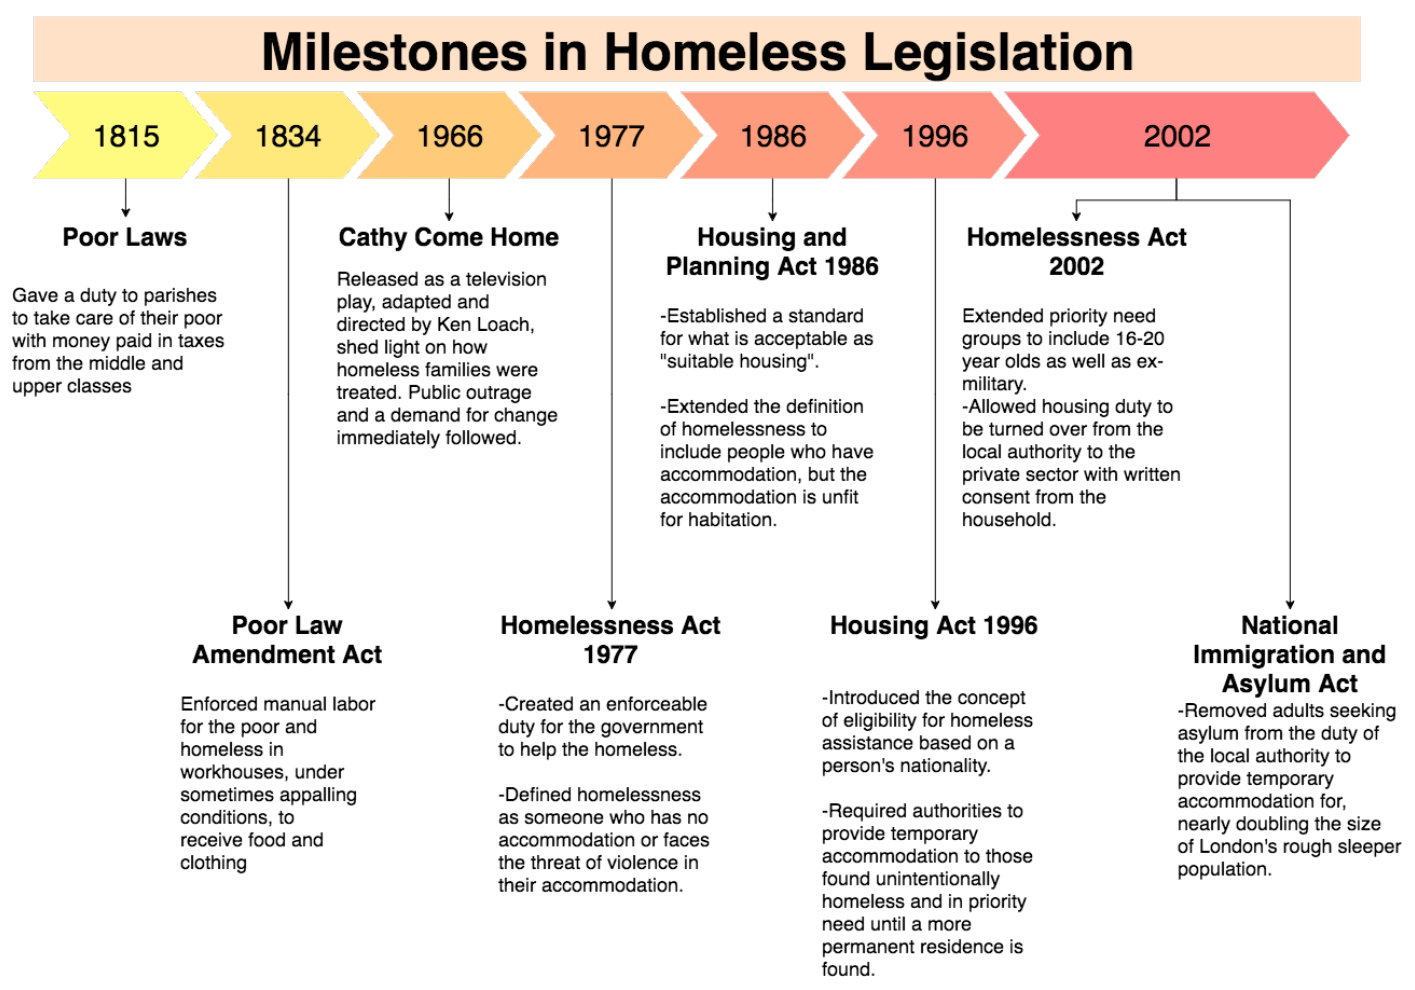 Milestones in Homeless Legislation
1815
1834
1966
1977
1986
1996
2002
Poor Laws
Gave a duty to parishes
to take care of their poor
with money paid in taxes
from the middle and
upper classes
Cathy Come Home
Released as a television
play, adapted and
directed by Ken Loach,
shed light on how
homeless families were
treated. Public outrage
and a demand for change
immediately followed.
Housing and
Planning Act 1986
-Established a standard
for what is acceptable as
"suitable housing".
-Extended the definition
of homelessness to
include people who have
accommodation, but the
accommodation is unfit
for habitation.
Homelessness Act
2002
Extended priority need
groups to include 16-20
year olds as well as ex-
military.
-Allowed housing duty to
be turned over from the
local authority to the
private sector with written
consent from the
household.
Poor Law
Amendment Act
Enforced manual labor
for the poor and
homeless in
workhouses, under
sometimes appalling
conditions, to
receive food and
clothing
Homelessness Act
1977
-Created an enforceable
duty for the government
to help the homeless.
-Defined homelessness
as someone who has no
accommodation or faces
the threat of violence in
their accommodation.
Housing Act 1996
-Introduced the concept
of eligibility for homeless
assistance based on a
person's nationality.
-Required authorities to
provide temporary
accommodation to those
found unintentionally
homeless and in priority
need until a more
permanent residence is
found.
National
Immigration and
Asylum Act
-Removed adults seeking
asylum from the duty of
the local authority to
provide temporary
accommodation for,
nearly doubling the size
of London's rough sleeper
population.